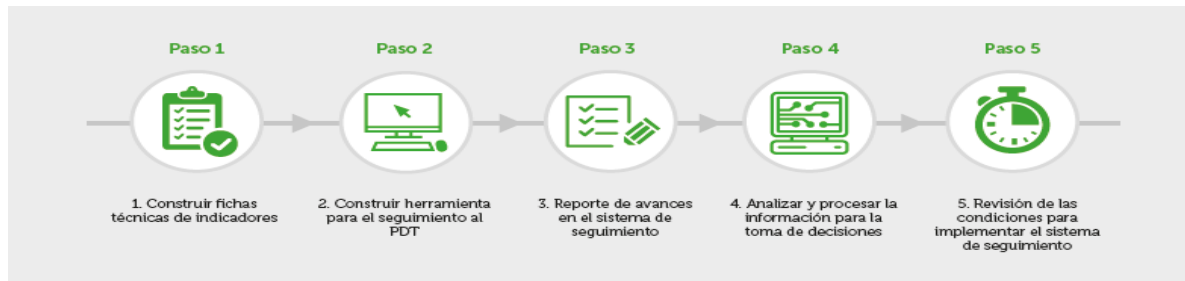 Paso 1
Paso 2
Paso 3
Paso 4
Paso 5
1. Construir fichas
técnicas de indicadores
2. Construir herramienta
para el seguimiento al
PDT
3. Reporte de avances
en el sistema de
seguimiento
4. Analizar y procesar la
información para la
toma de decisiones
5. Revisión de las
condiciones para
implementar el sistema
de seguimiento